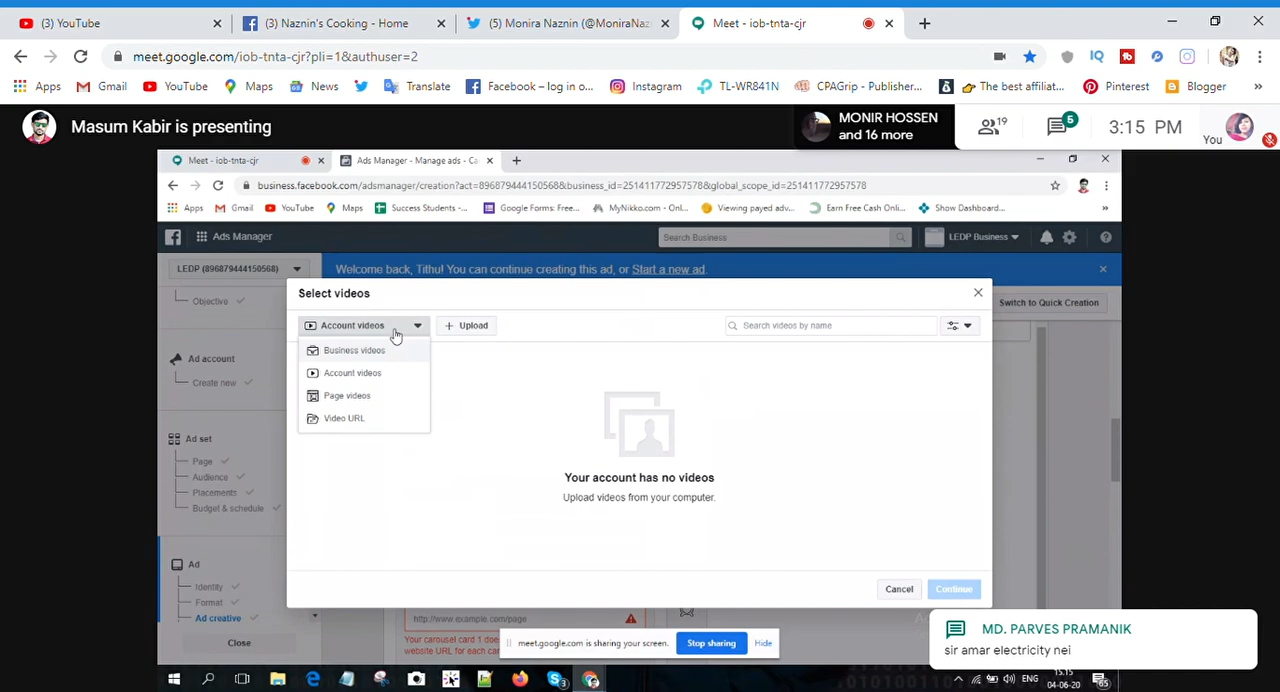 (3) YouTube
(3) Naznin's Cooking - Home
(5) Monira Naznin (@MoniraNaz
Meet - iob-tnta-cjr
meet.google.com/iob-tnta-cjr?pli=1&authuser=2
Apps
Gmail
YouTube
Maps
News
Translate
Facebook – log in o...
Instagram
TL-WR841N
CPAGrip - Publisher...
The best affiliat...
Pinterest
Blogger
Masum Kabir is presenting
MONIR HOSSEN
and 16 more
19
5
3:15 PM
You
Meet - iob-tnta-cjr
Ads Manager - Manage ads - Ca
business.facebook.com/adsmanager/creation?act=896879444150568&business_id=251411772957578&global_scope_id=251411772957578
Apps
Gmail
YouTube
Maps
Success Students -...
Google Forms: Free...
MyNikko.com - Onl...
Viewing payed adv...
Earn Free Cash Onli...
Show Dashboard...
Ads Manager
Search Business
LEDP Business
LEDP (896879444150568)
Welcome back, Tithu! You can continue creating this ad, or Start a new ad.
Objective
Select videos
Switch to Quick Creation
Account videos
Upload
Search videos by name
Business videos
Account videos
Page videos
Video URL
Ad account
Create new
Ad set
Page
Audience
Placements
Budget & schedule
Your account has no videos
Upload videos from your computer.
Ad
Identity
Format
Ad creative
Close
Cancel
Continue
http://www.example.com/page
Your carousel card 1 does
website URL for each car
meet.google.com is sharing your screen.
Stop sharing
Hide
MD. PARVES PRAMANIK
sir amar electricity nei
3
ENG
15.15
04-06-20
65